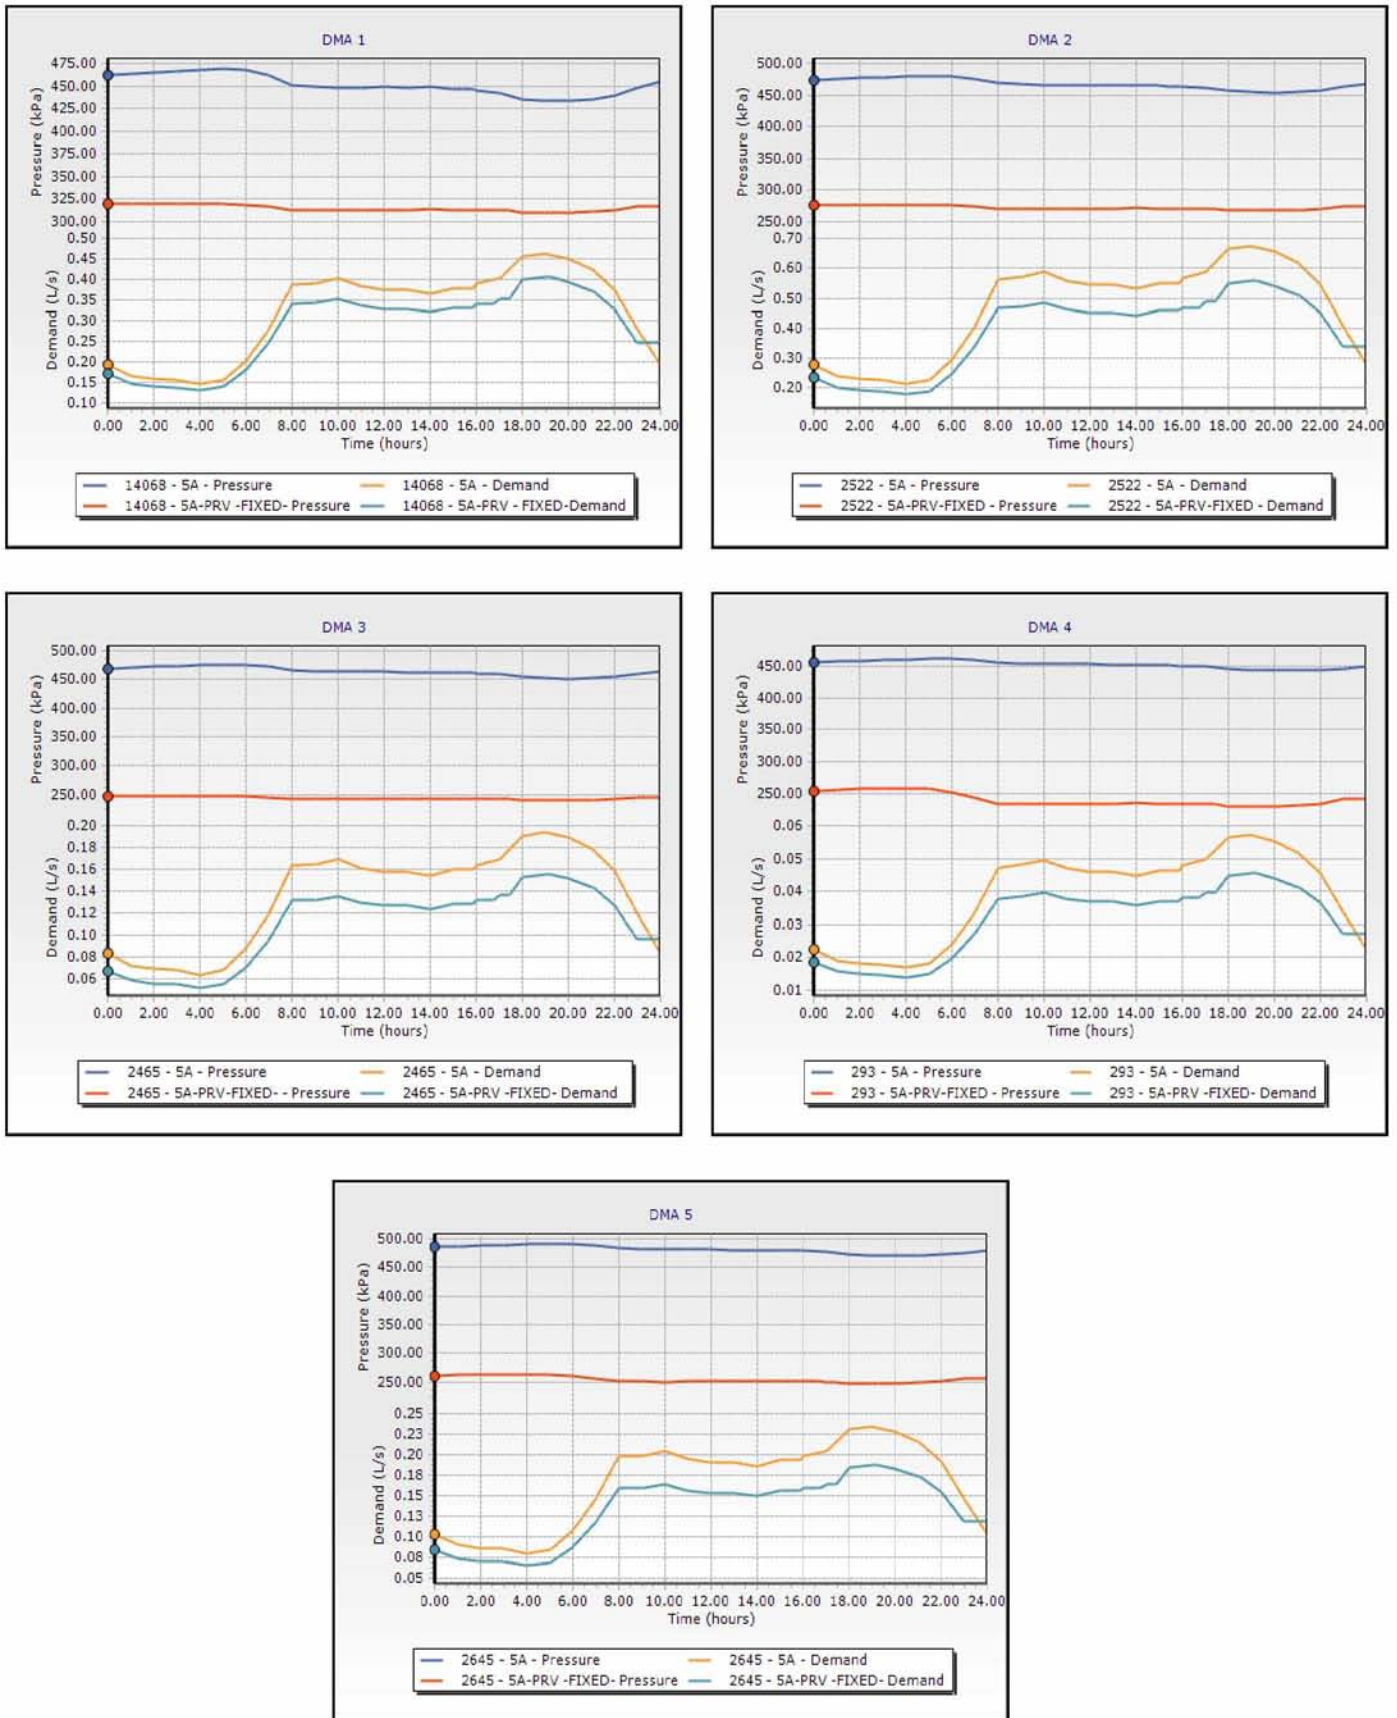 DMA 1
475.00
450.00
425.00
400.00
375.00
350.00
325.00
300.00
Pressure (kPa)
0.50
0.45
0.40
0.35
0.30
0.25
0.20
0.15
0.10
Demand (L/s)
0.00 2.00 4.00 6.00 8.00 10.00 12.00 14.00 16.00 18.00 20.00 22.00 24.00
Time (hours)
14068 - 5A - Pressure 14068 - 5A - Demand
14068 - 5A-PRV -FIXED- Pressure 14068 - 5A-PRV - FIXED-Demand
DMA 2
500.00
450.00
400.00
350.00
300.00
250.00
Pressure (kPa)
0.70
0.60
0.50
0.40
0.30
0.20
Demand (L/s)
0.00 2.00 4.00 6.00 8.00 10.00 12.00 14.00 16.00 18.00 20.00 22.00 24.00
Time (hours)
2522 - 5A - Pressure 2522 - 5A - Demand
2522 - 5A-PRV-FIXED - Pressure 2522 - 5A-PRV-FIXED - Demand
DMA 3
500.00
450.00
400.00
350.00
300.00
250.00
Pressure (kPa)
0.20
0.18
0.16
0.14
0.12
0.10
0.08
0.06
Demand (L/s)
0.00 2.00 4.00 6.00 8.00 10.00 12.00 14.00 16.00 18.00 20.00 22.00 24.00
Time (hours)
2465 - 5A - Pressure 2465 - 5A - Demand
2465 - 5A-PRV-FIXED- - Pressure 2465 - 5A-PRV -FIXED- Demand
DMA 4
450.00
400.00
350.00
300.00
250.00
Pressure (kPa)
0.06
0.05
0.04
0.03
0.02
0.01
Demand (L/s)
0.00 2.00 4.00 6.00 8.00 10.00 12.00 14.00 16.00 18.00 20.00 22.00 24.00
Time (hours)
293 - 5A - Pressure 293 - 5A - Demand
293 - 5A-PRV-FIXED - Pressure 293 - 5A-PRV -FIXED- Demand
DMA 5
500.00
450.00
400.00
350.00
300.00
250.00
Pressure (kPa)
0.25
0.23
0.20
0.18
0.15
0.13
0.10
0.08
0.05
Demand (L/s)
0.00 2.00 4.00 6.00 8.00 10.00 12.00 14.00 16.00 18.00 20.00 22.00 24.00
Time (hours)
2645 - 5A - Pressure 2645 - 5A - Demand
2645 - 5A-PRV -FIXED- Pressure 2645 - 5A-PRV -FIXED- Demand